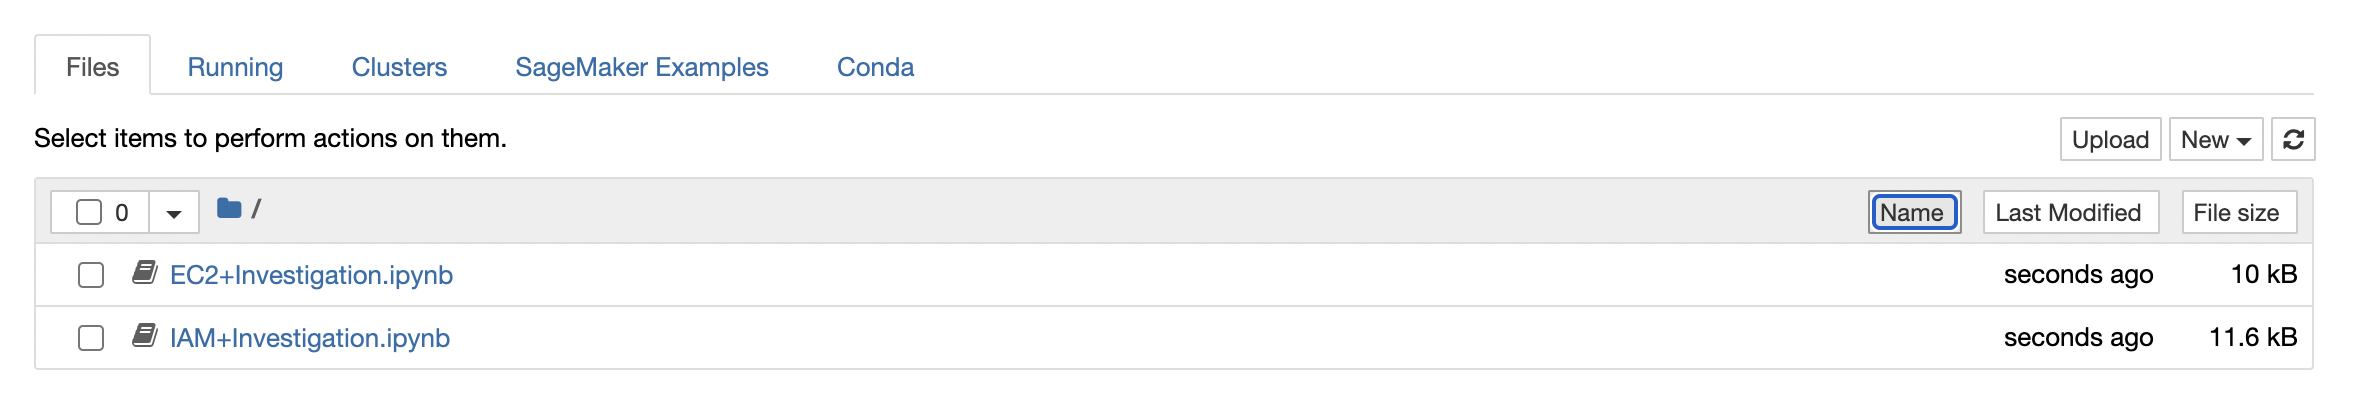 Files Running Clusters SageMaker Examples Conda
Select items to perform actions on them. Upload New
0 / Name Last Modified File size
EC2+Investigation.ipynb seconds ago 10 kB
IAM+Investigation.ipynb seconds ago 11.6 kB